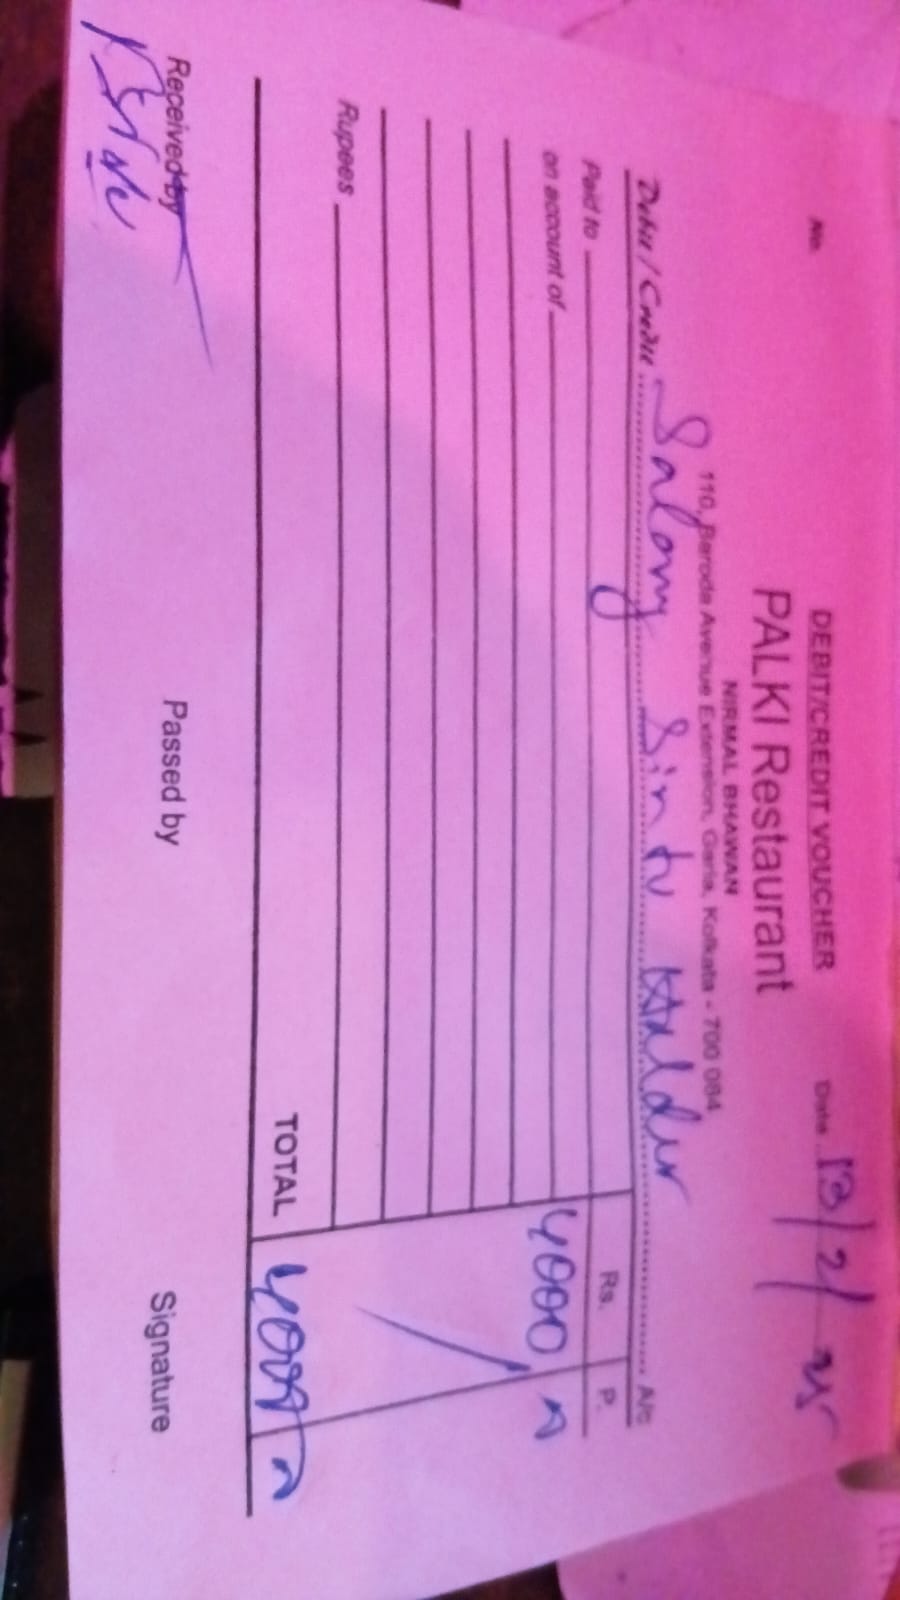 DEBIT/CREDIT VOUCHER
No. Date 13/2/25
PALKI Restaurant
NIRMAL BHAWAN
110, Baroda Avenue Extension, Garia, Kolkata - 700 084
Debit / Credit Salary Sintu Halder A/c
Paid to Rs. P.
on account of 4000
Rupees
TOTAL 4000
Received by Passed by Signature